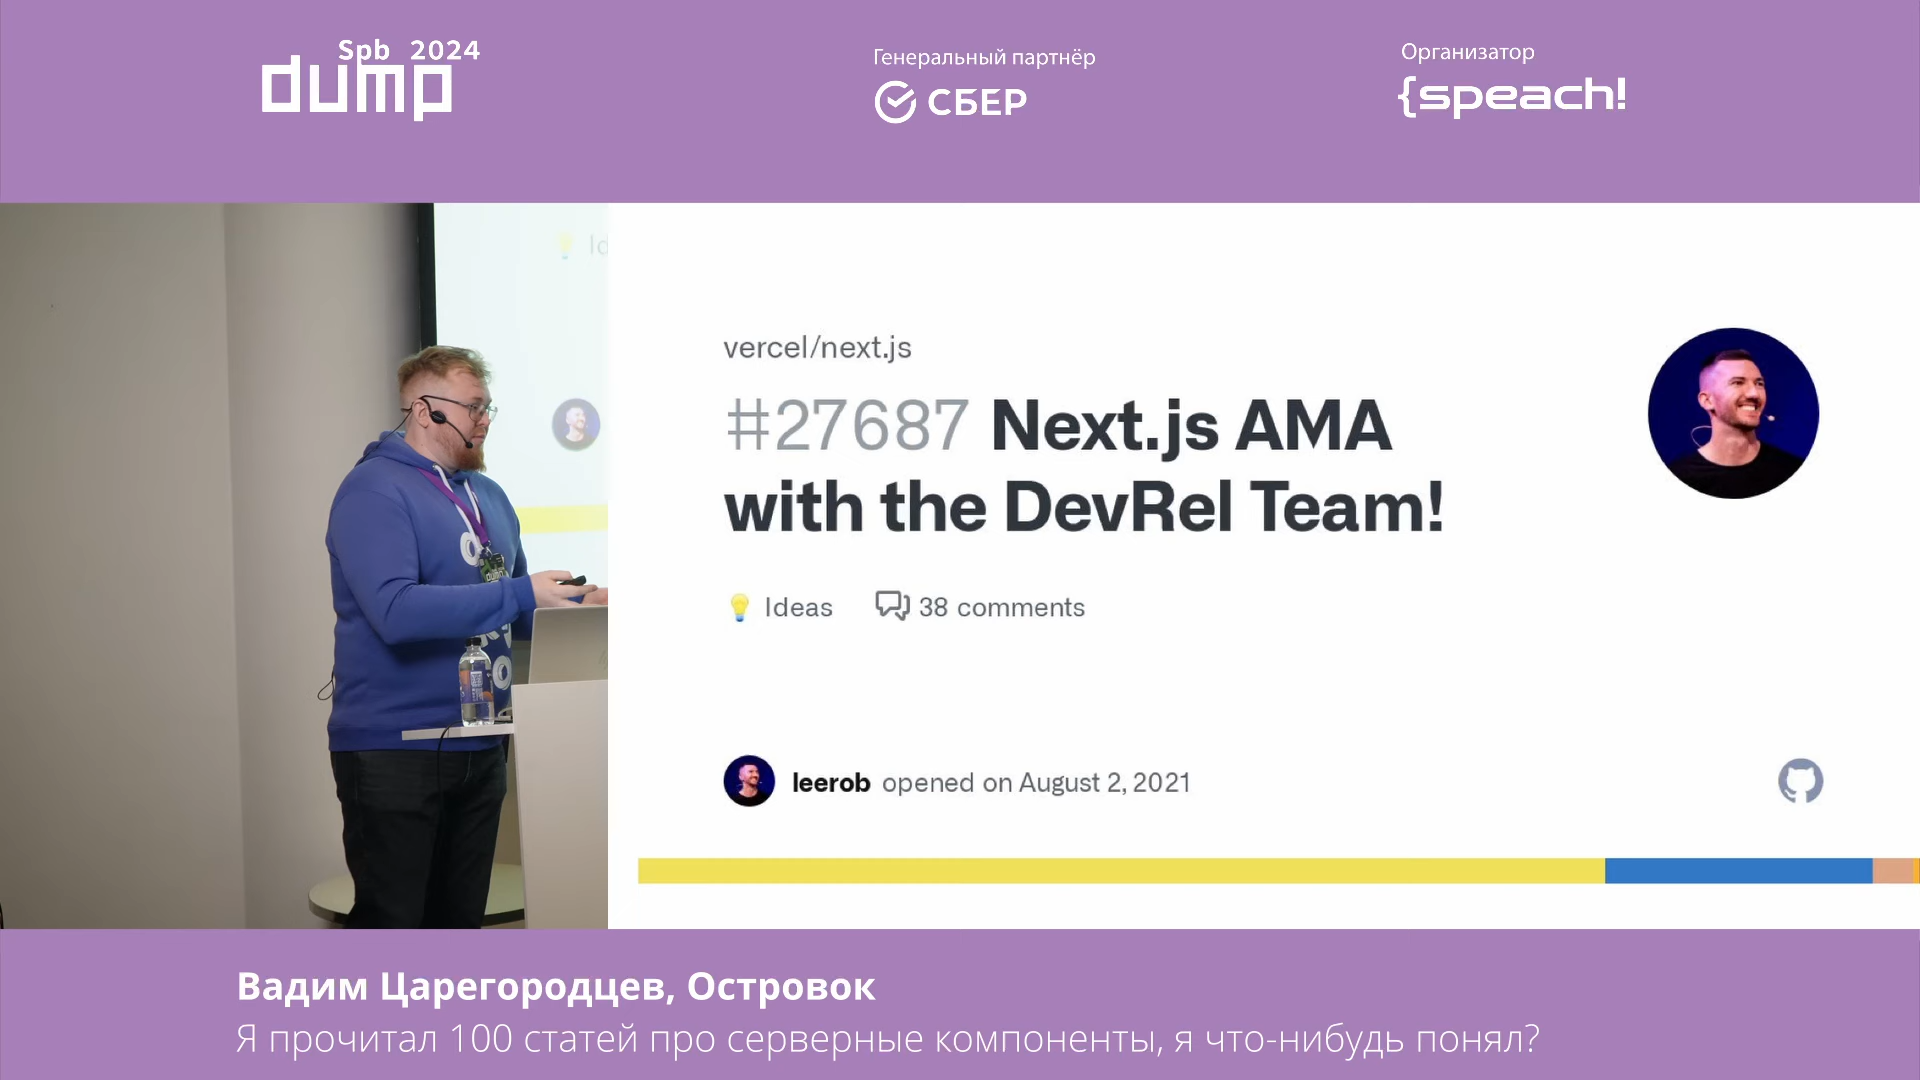 Spb 2024
dump
Генеральный партнёр
СБЕР
Организатор
{speach!
vercel/next.js
#27687 Next.js AMA
with the DevRel Team!
Ideas 38 comments
leerob opened on August 2, 2021
Вадим Царегородцев, Островок
Я прочитал 100 статей про серверные компоненты, я что-нибудь понял?